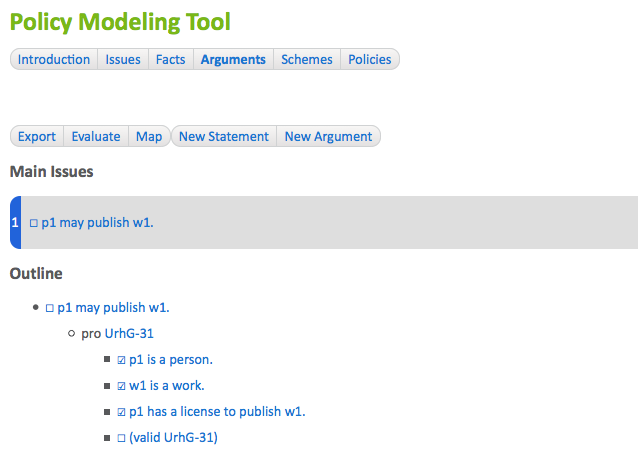 Policy Modeling Tool
Introduction Issues Facts Arguments Schemes Policies
Export Evaluate Map New Statement New Argument
Main Issues
1 ☐ p1 may publish w1.
Outline
• ☐ p1 may publish w1.
○ pro UrhG-31
▪ ☑ p1 is a person.
▪ ☑ w1 is a work.
▪ ☑ p1 has a license to publish w1.
▪ ☐ (valid UrhG-31)